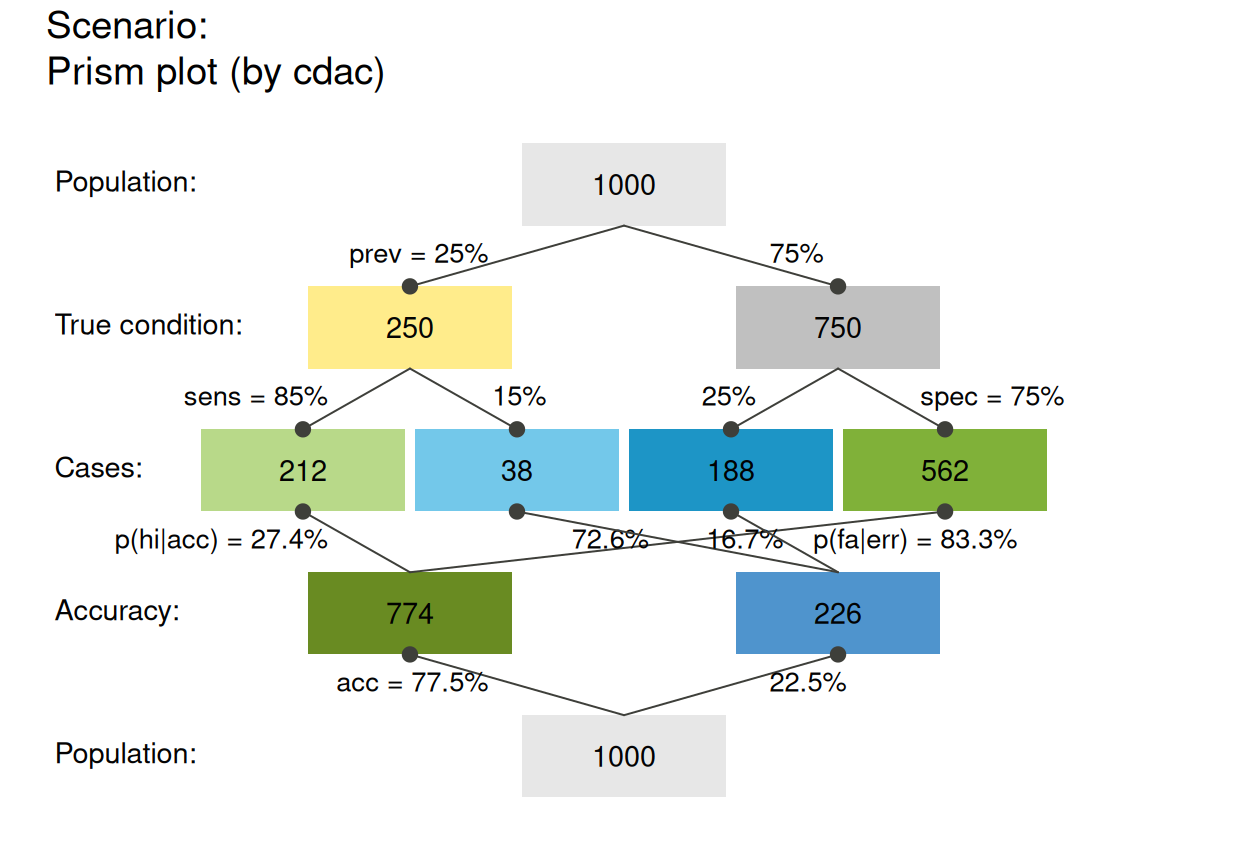 Scenario:
Prism plot (by cdac)
Population:
1000
prev = 25%
75%
True condition:
250
750
sens = 85%
15%
25%
spec = 75%
Cases:
212
38
188
562
p(hi|acc) = 27.4%
72.6%
16.7%
p(fa|err) = 83.3%
Accuracy:
774
226
acc = 77.5%
22.5%
Population:
1000